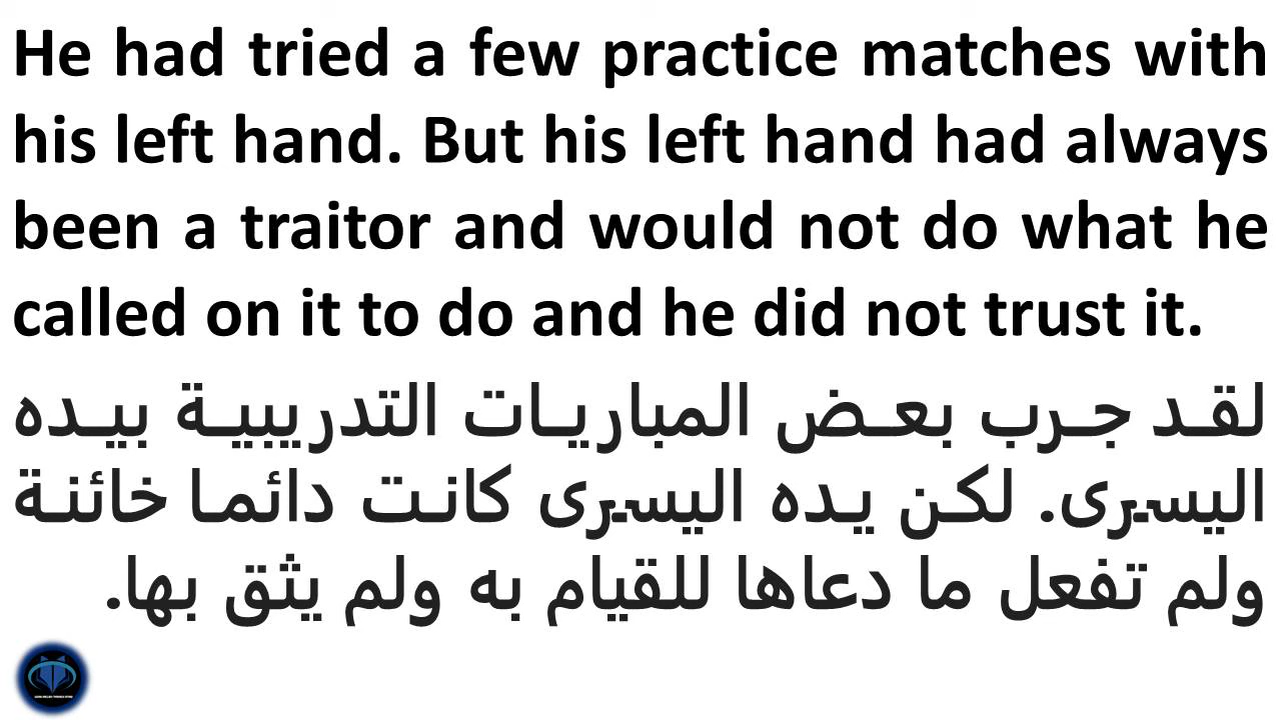 He had tried a few practice matches with
his left hand. But his left hand had always
been a traitor and would not do what he
called on it to do and he did not trust it.
لقد جرب بعض المباريات التدريبية بيده
اليسرى. لكن يده اليسرى كانت دائما خائنة
ولم تفعل ما دعاها للقيام به ولم يثق بها.